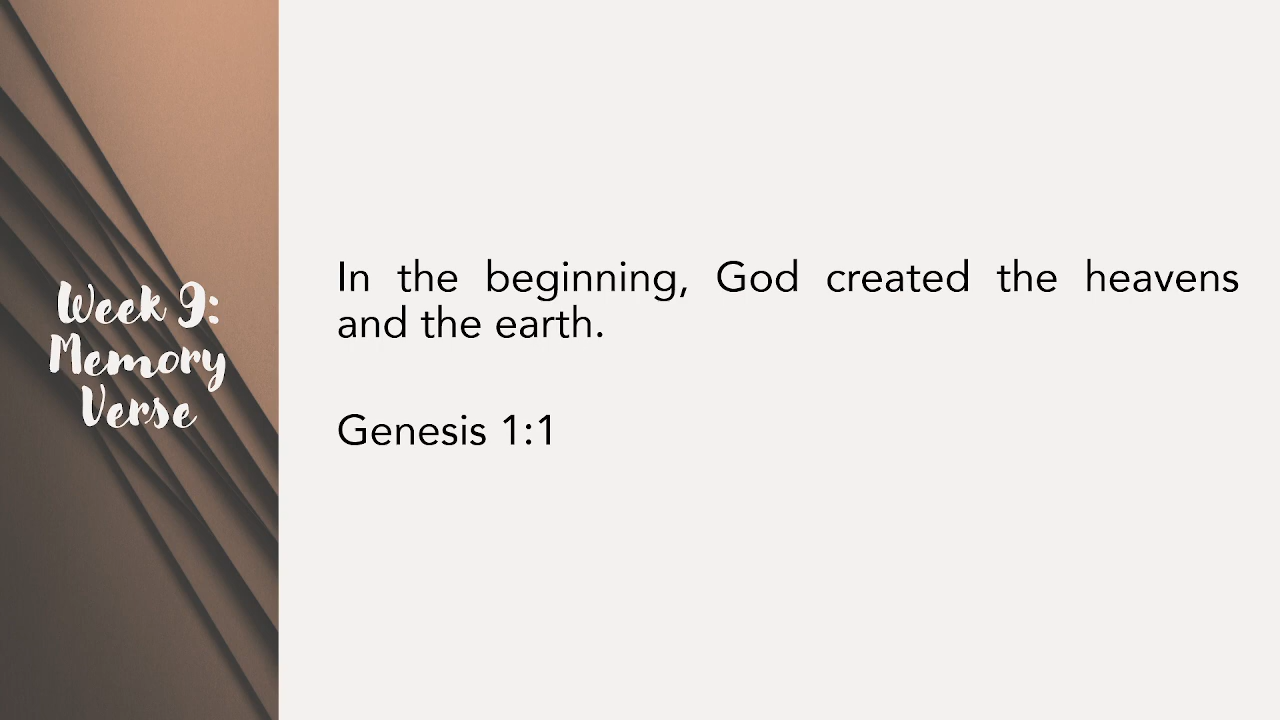 Week 9:
Memory
Verse
In the beginning, God created the heavens
and the earth.
Genesis 1:1